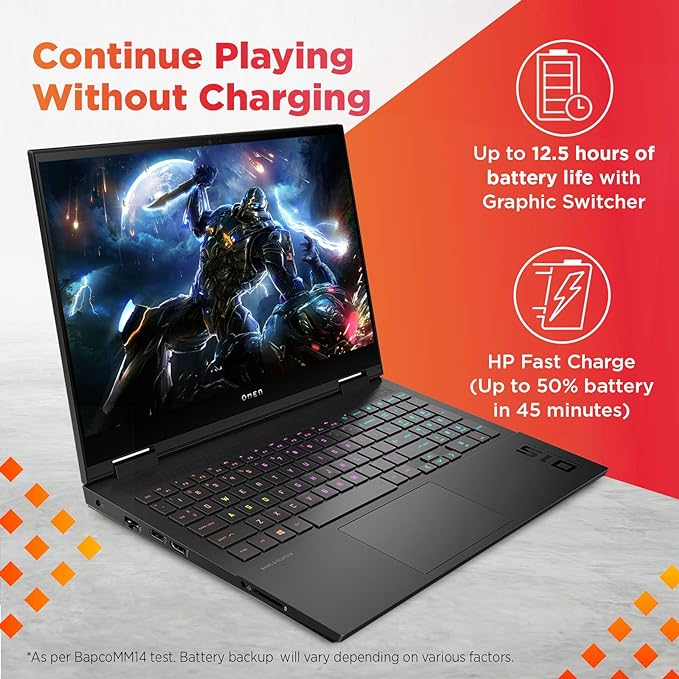 Continue Playing
Without Charging
Up to 12.5 hours of
battery life with
Graphic Switcher
HP Fast Charge
(Up to 50% battery
in 45 minutes)
OMEN
BANG & OLUFSEN
*As per BapcoMM14 test. Battery backup will vary depending on various factors.